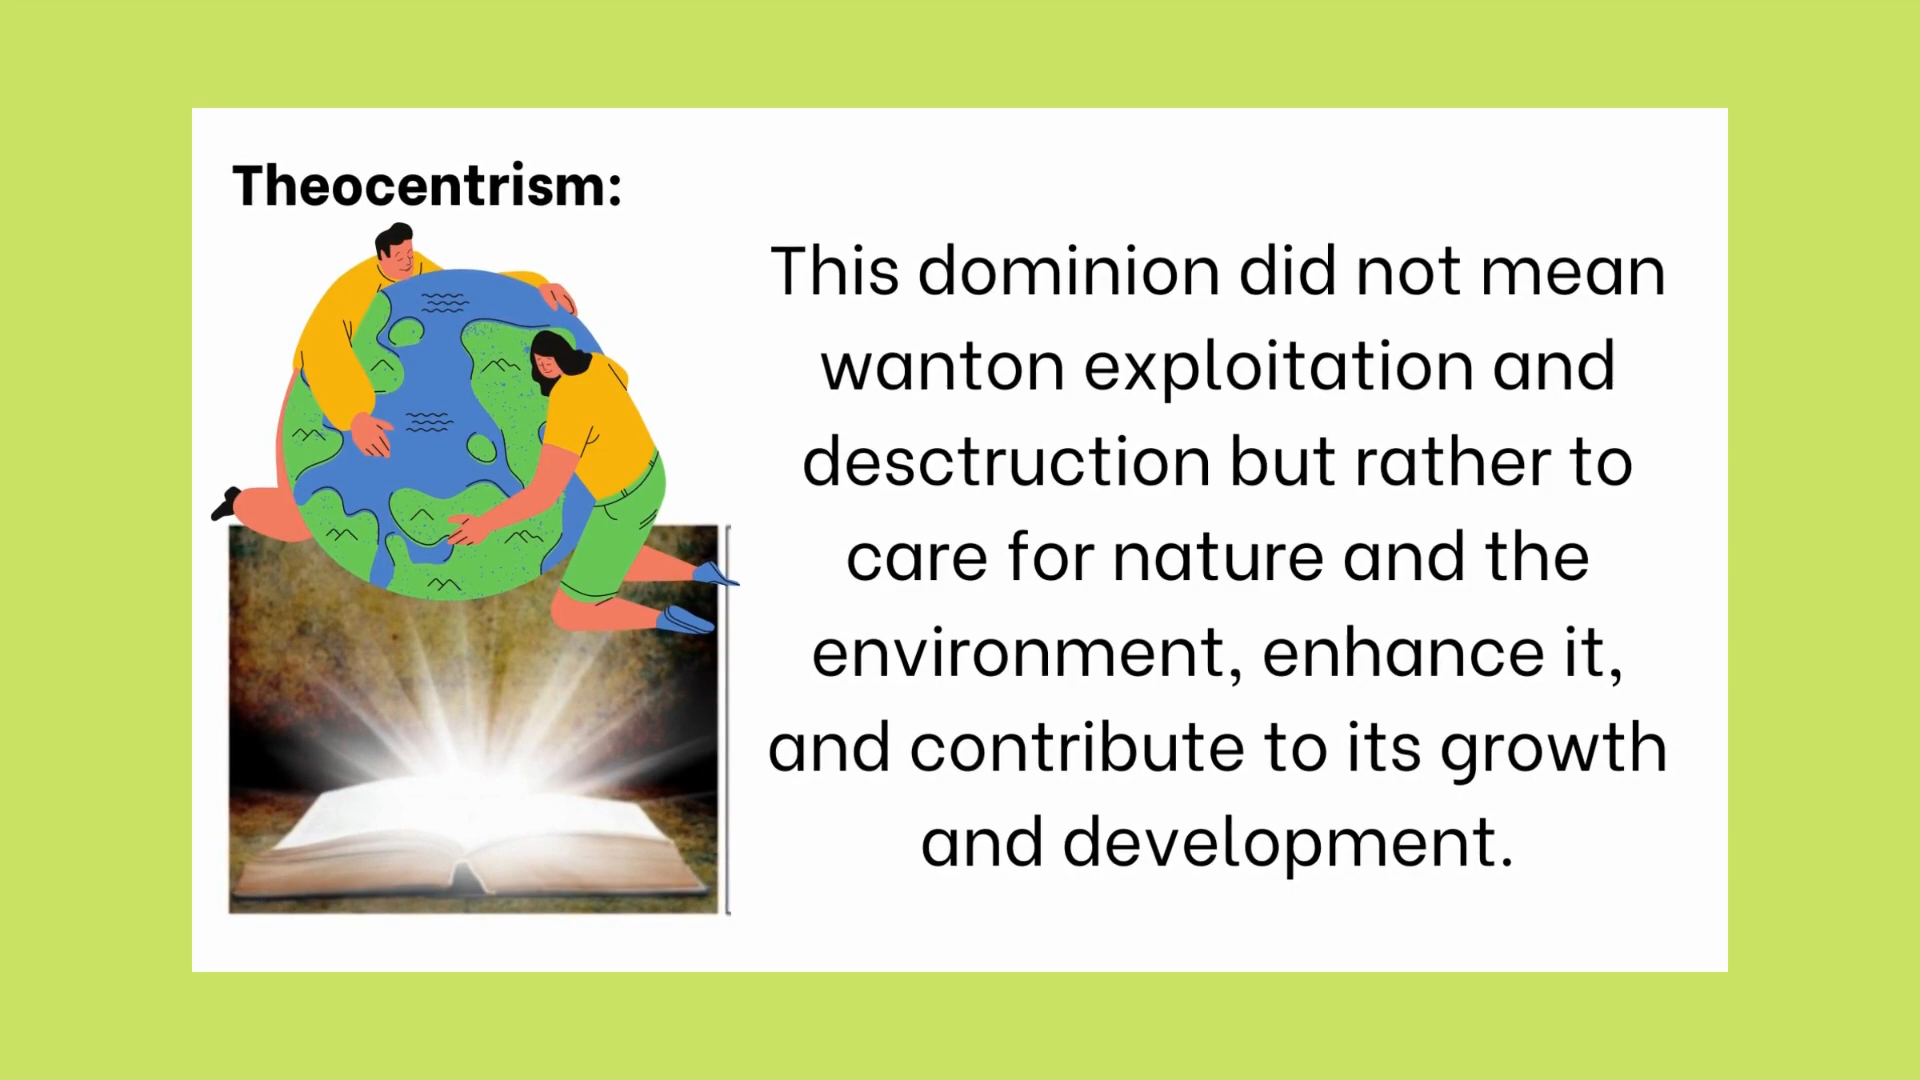 Theocentrism:
This dominion did not mean
wanton exploitation and
desctruction but rather to
care for nature and the
environment, enhance it,
and contribute to its growth
and development.